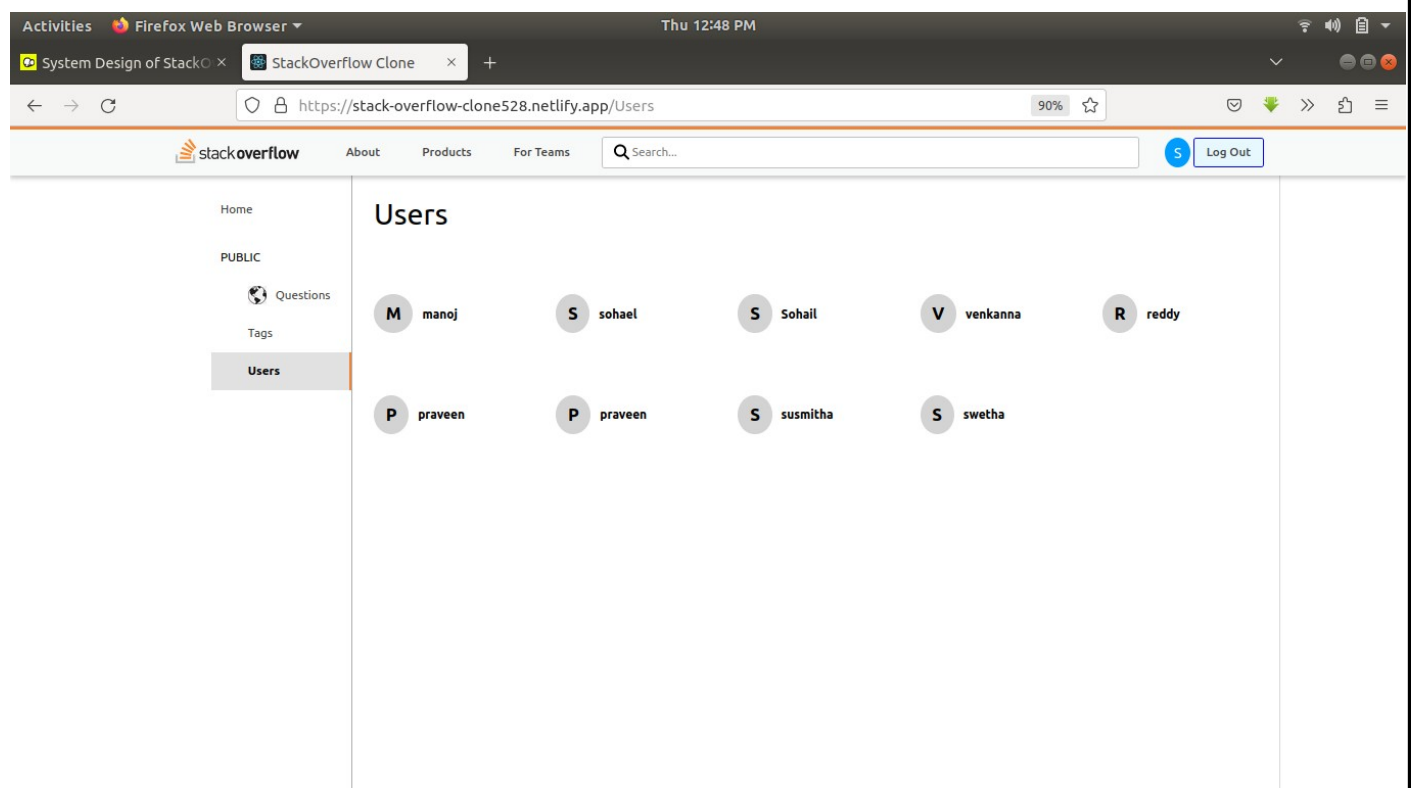 Activities Firefox Web Browser Thu 12:48 PM
System Design of StackO StackOverflow Clone
https://stack-overflow-clone528.netlify.app/Users 90%
stackoverflow About Products For Teams Search... S Log Out
Home
Users
PUBLIC
Questions
Tags
Users
M manoj S sohael S Sohail V venkanna R reddy
P praveen P praveen S susmitha S swetha